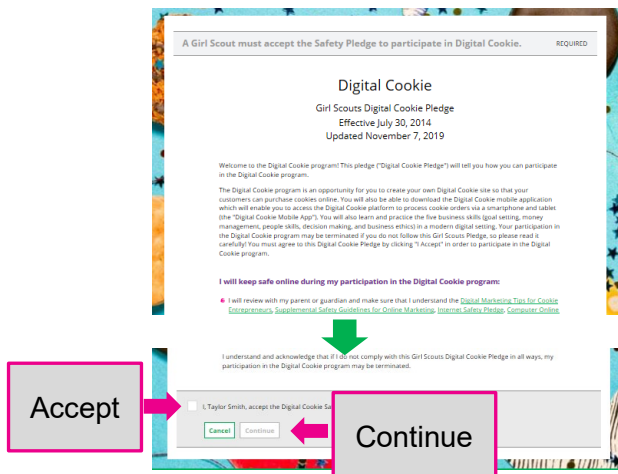 A Girl Scout must accept the Safety Pledge to participate in Digital Cookie. REQUIRED
Digital Cookie
Girl Scouts Digital Cookie Pledge
Effective July 30, 2014
Updated November 7, 2019
Welcome to the Digital Cookie program! This pledge ("Digital Cookie Pledge") will tell you how you can participate
in the Digital Cookie program.
The Digital Cookie program is an opportunity for you to create your own Digital Cookie site so that your
customers can purchase cookies online. You will also be able to download the Digital Cookie mobile application
which will enable you to access the Digital Cookie platform to process cookie orders via a smartphone and tablet
(the "Digital Cookie Mobile App"). You will also learn and practice the five business skills (goal setting, money
management, people skills, decision making, and business ethics) in a modern digital setting. Your participation in
the Digital Cookie program may be terminated if you do not follow this Girl Scouts Pledge, so please read it
carefully! You must agree to this Digital Cookie Pledge by clicking "I Accept" in order to participate in the Digital
Cookie program.
I will keep safe online during my participation in the Digital Cookie program:
I will review with my parent or guardian and make sure that I understand the Digital Marketing Tips for Cookie
Entrepreneurs, Supplemental Safety Guidelines for Online Marketing, Internet Safety Pledge, Computer Online
I understand and acknowledge that if I do not comply with this Girl Scouts Digital Cookie Pledge in all ways, my
participation in the Digital Cookie program may be terminated.
Accept
I, Taylor Smith, accept the Digital Cookie Sa
Cancel Continue
Continue